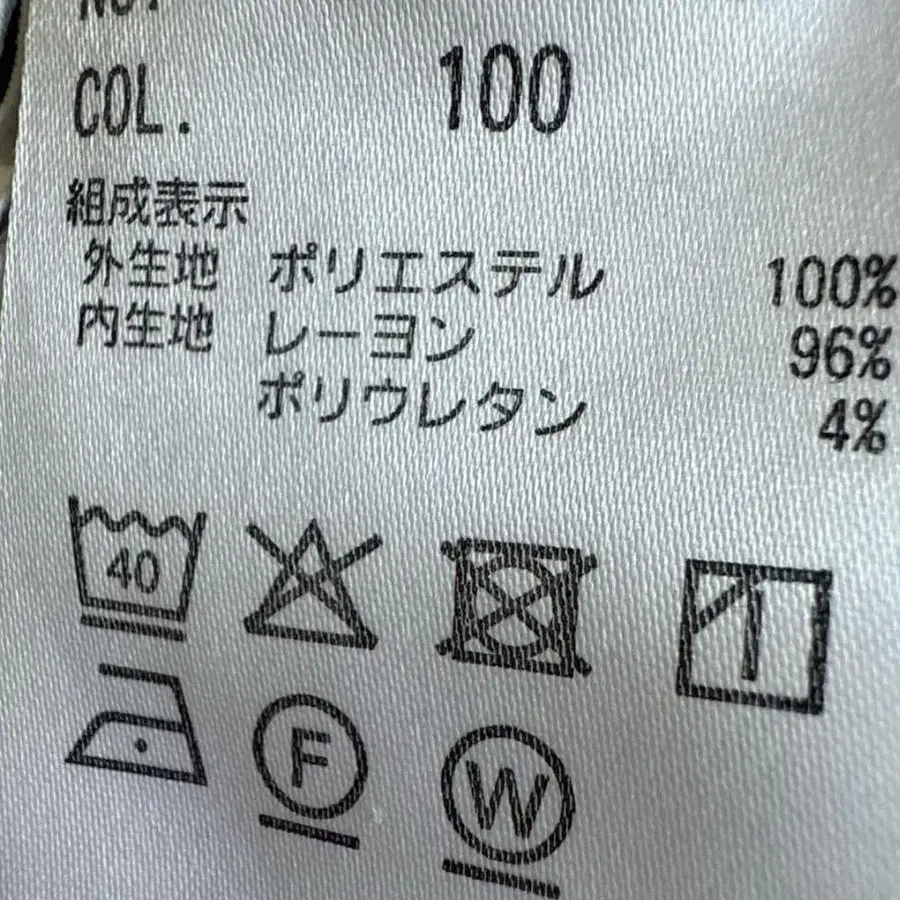 COL. 100
組成表示
外生地 ポリエステル 100%
内生地 レーヨン 96%
ポリウレタン 4%
40
F
W